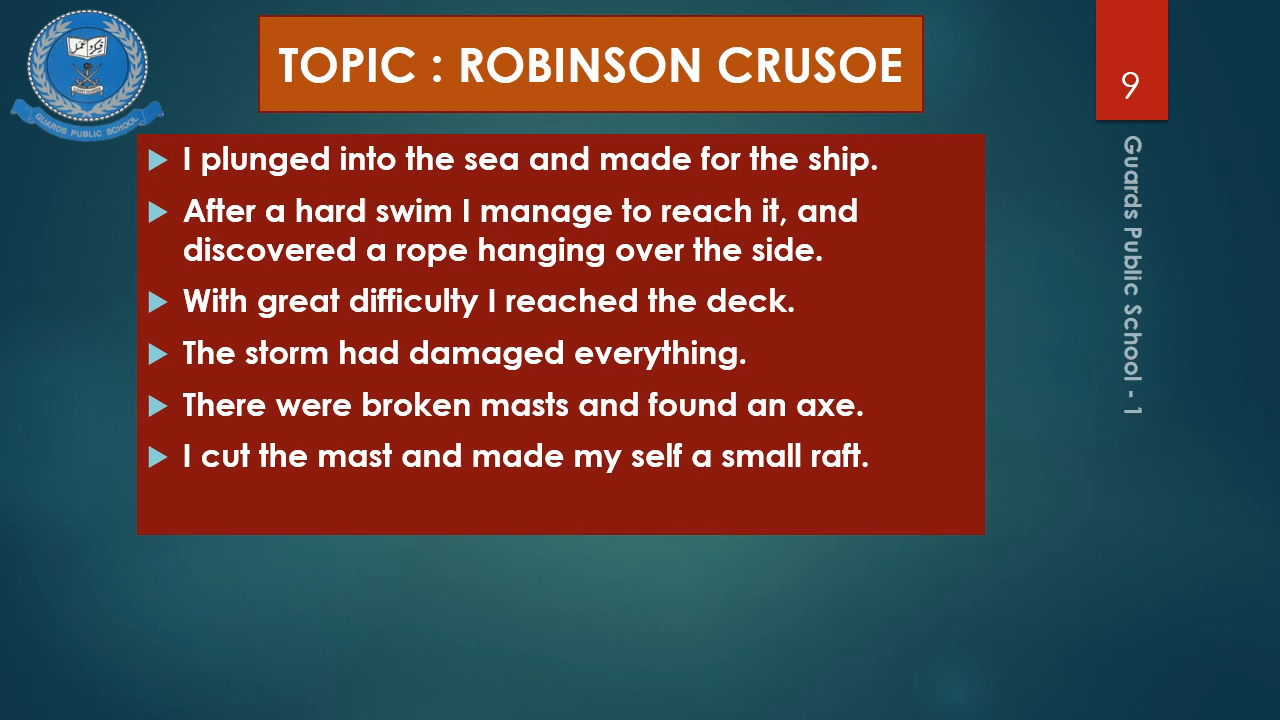 TOPIC : ROBINSON CRUSOE
9
I plunged into the sea and made for the ship.
After a hard swim I manage to reach it, and
discovered a rope hanging over the side.
With great difficulty I reached the deck.
The storm had damaged everything.
There were broken masts and found an axe.
I cut the mast and made my self a small raft.
Guards Public School - 1
GUARDS PUBLIC SCHOOL